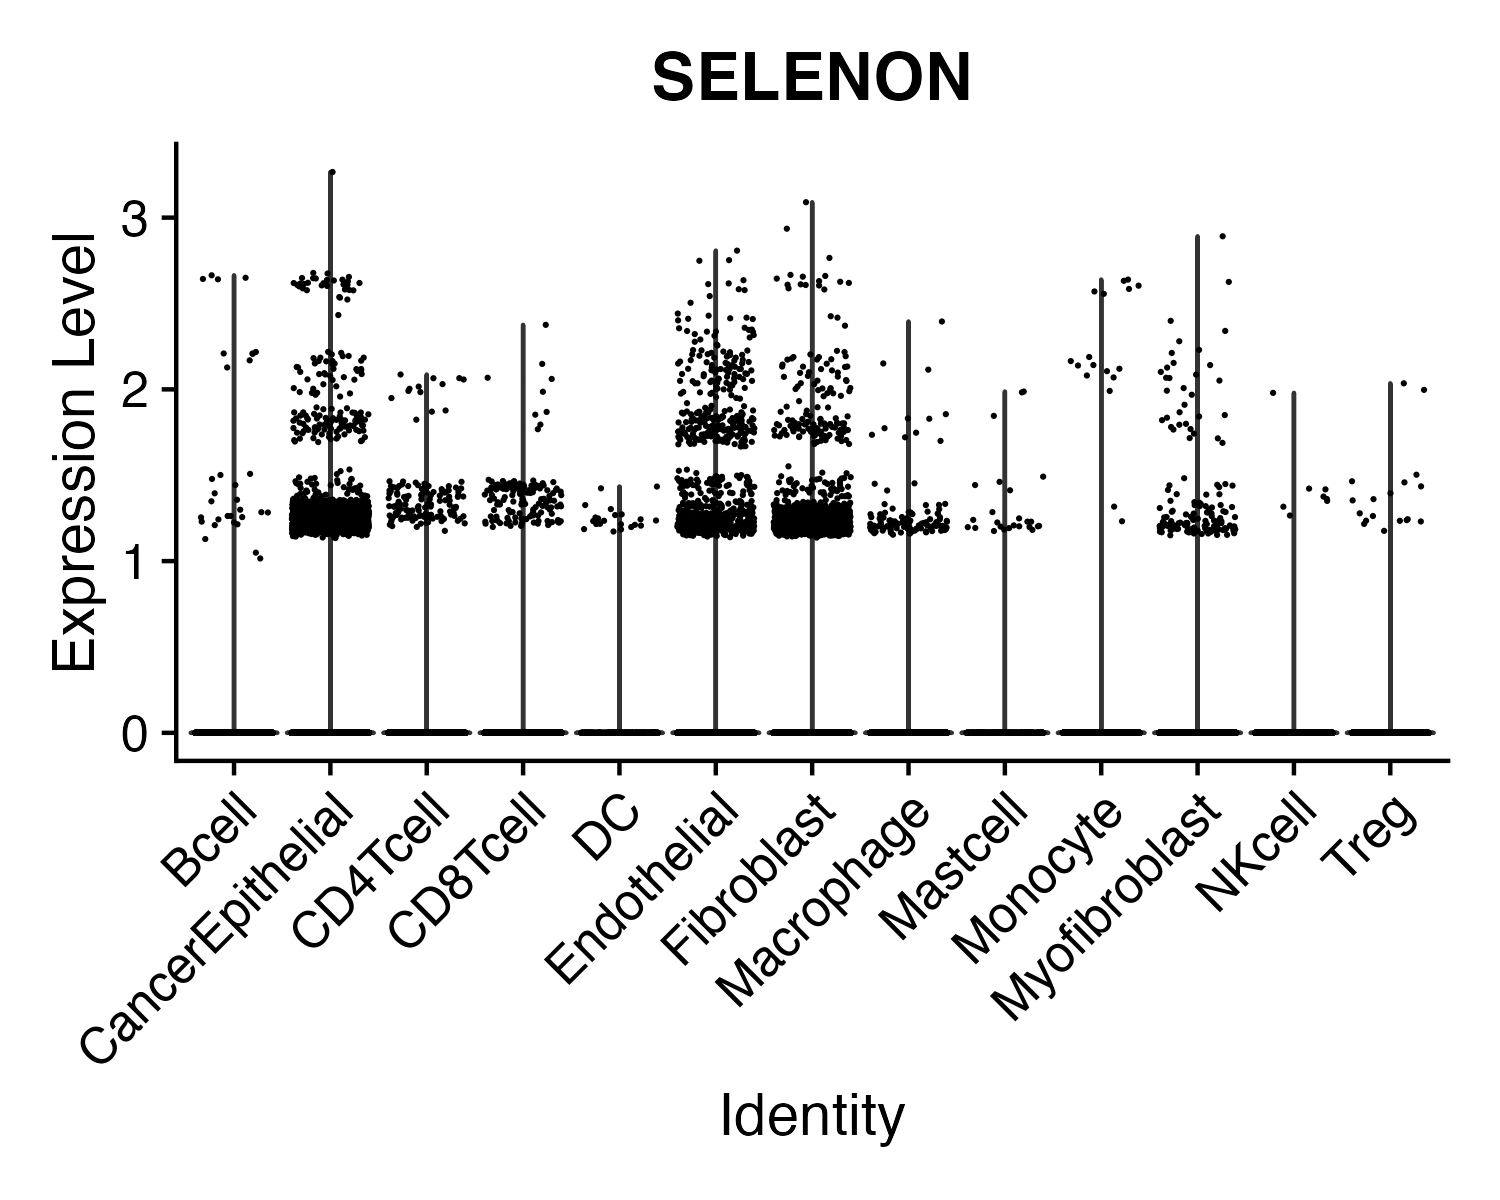 SELENON
Expression Level
3
2
1
0
Bcell
CancerEpithelial
CD4Tcell
CD8Tcell
DC
Endothelial
Fibroblast
Macrophage
Mastcell
Monocyte
Myofibroblast
NKcell
Treg
Identity